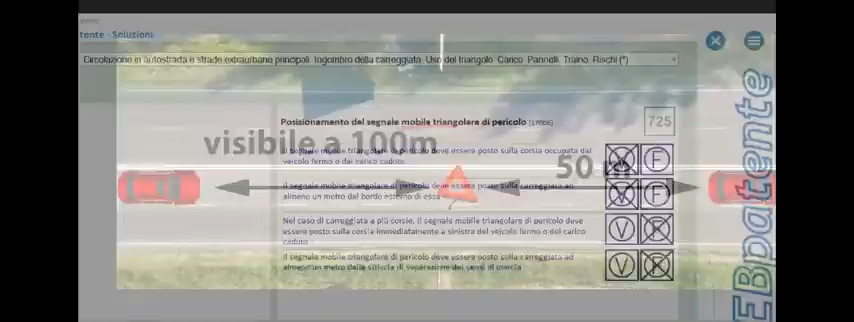 tente - Soluzioni
Circolazione in autostrada e strade extraurbane principali Ingombro della carreggiata Uso del triangolo Carico Pannelli Traino Rischi (*)
Posizionamento del segnale mobile triangolare di pericolo
725
visibile a 100m
50 m
Il segnale mobile triangolare di pericolo deve essere posto sulla corsia occupata dal
veicolo fermo o dal carico caduto
V F
Il segnale mobile triangolare di pericolo deve essere posto sulla carreggiata ad
almeno un metro dal bordo esterno di essa
V F
Nel caso di carreggiata a più corsie, il segnale mobile triangolare di pericolo deve
essere posto sulla corsia immediatamente a sinistra del veicolo fermo o del carico
caduto
V F
Il segnale mobile triangolare di pericolo deve essere posto sulla carreggiata ad
almeno un metro dalla striscia di separazione dei sensi di marcia
V F
EBpatente